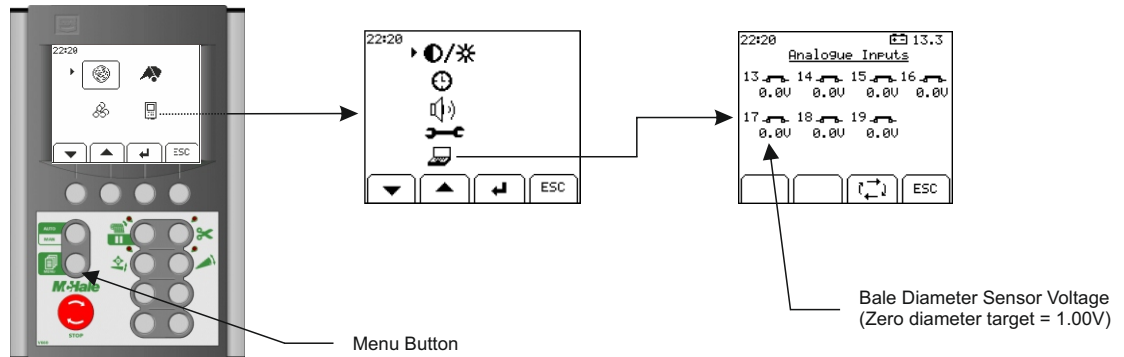 22:20
ESC
AUTO
MAN
MENU
McHale
STOP
Menu Button
22:20
ESC
22:20 13.3
Analogue Inputs
13 14 15 16
0.0V 0.0V 0.0V 0.0V
17 18 19
0.0V 0.0V 0.0V
ESC
Bale Diameter Sensor Voltage
(Zero diameter target = 1.00V)